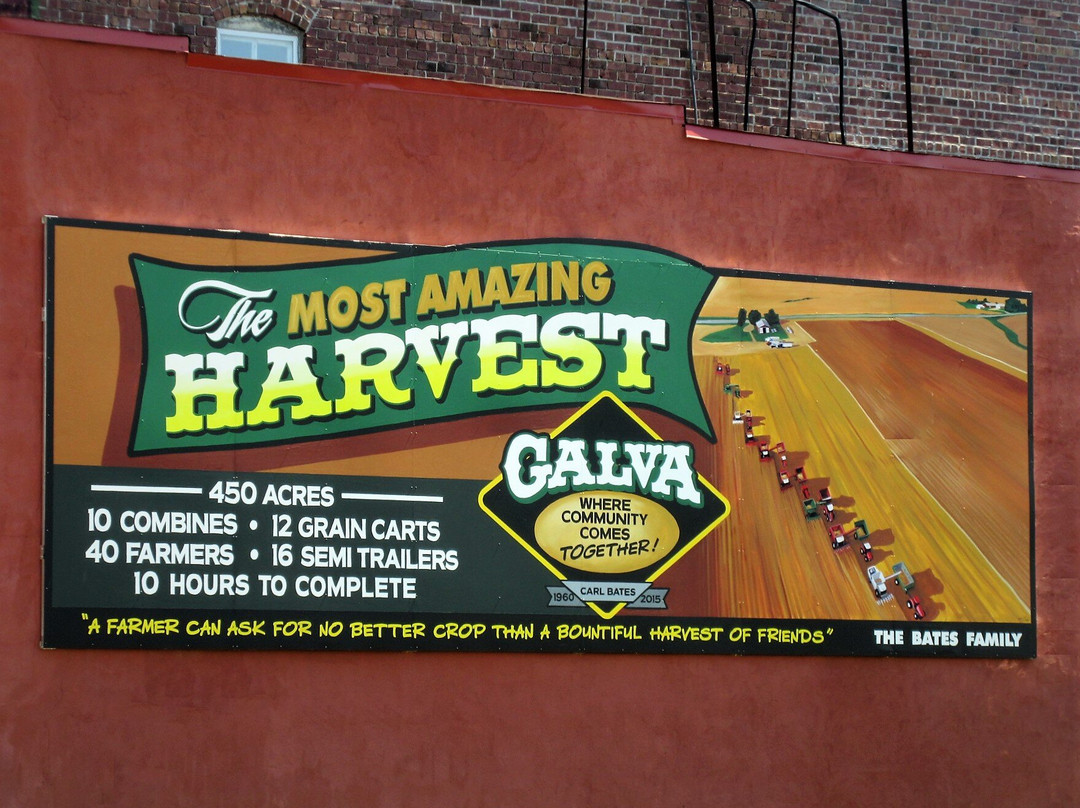 The MOST AMAZING
HARVEST
450 ACRES
10 COMBINES • 12 GRAIN CARTS
40 FARMERS • 16 SEMI TRAILERS
10 HOURS TO COMPLETE
GALVA
WHERE
COMMUNITY
COMES
TOGETHER!
1960 CARL BATES 2015
"A FARMER CAN ASK FOR NO BETTER CROP THAN A BOUNTIFUL HARVEST OF FRIENDS"
THE BATES FAMILY